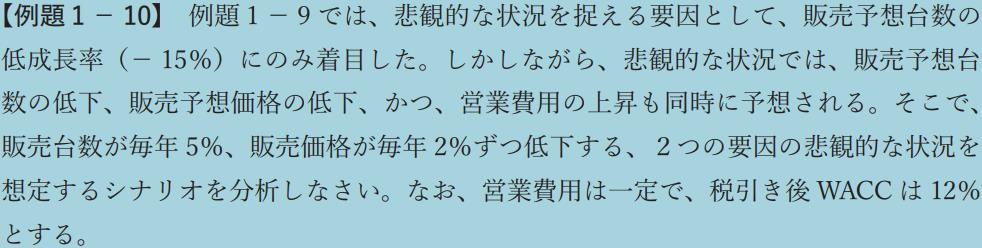 【例題1－10】　例題1－9では、悲観的な状況を捉える要因として、販売予想台数の
低成長率（－15%）にのみ着目した。しかしながら、悲観的な状況では、販売予想台
数の低下、販売予想価格の低下、かつ、営業費用の上昇も同時に予想される。そこで、
販売台数が毎年5%、販売価格が毎年2%ずつ低下する、2つの要因の悲観的な状況を
想定するシナリオを分析しなさい。なお、営業費用は一定で、税引き後WACCは12%
とする。